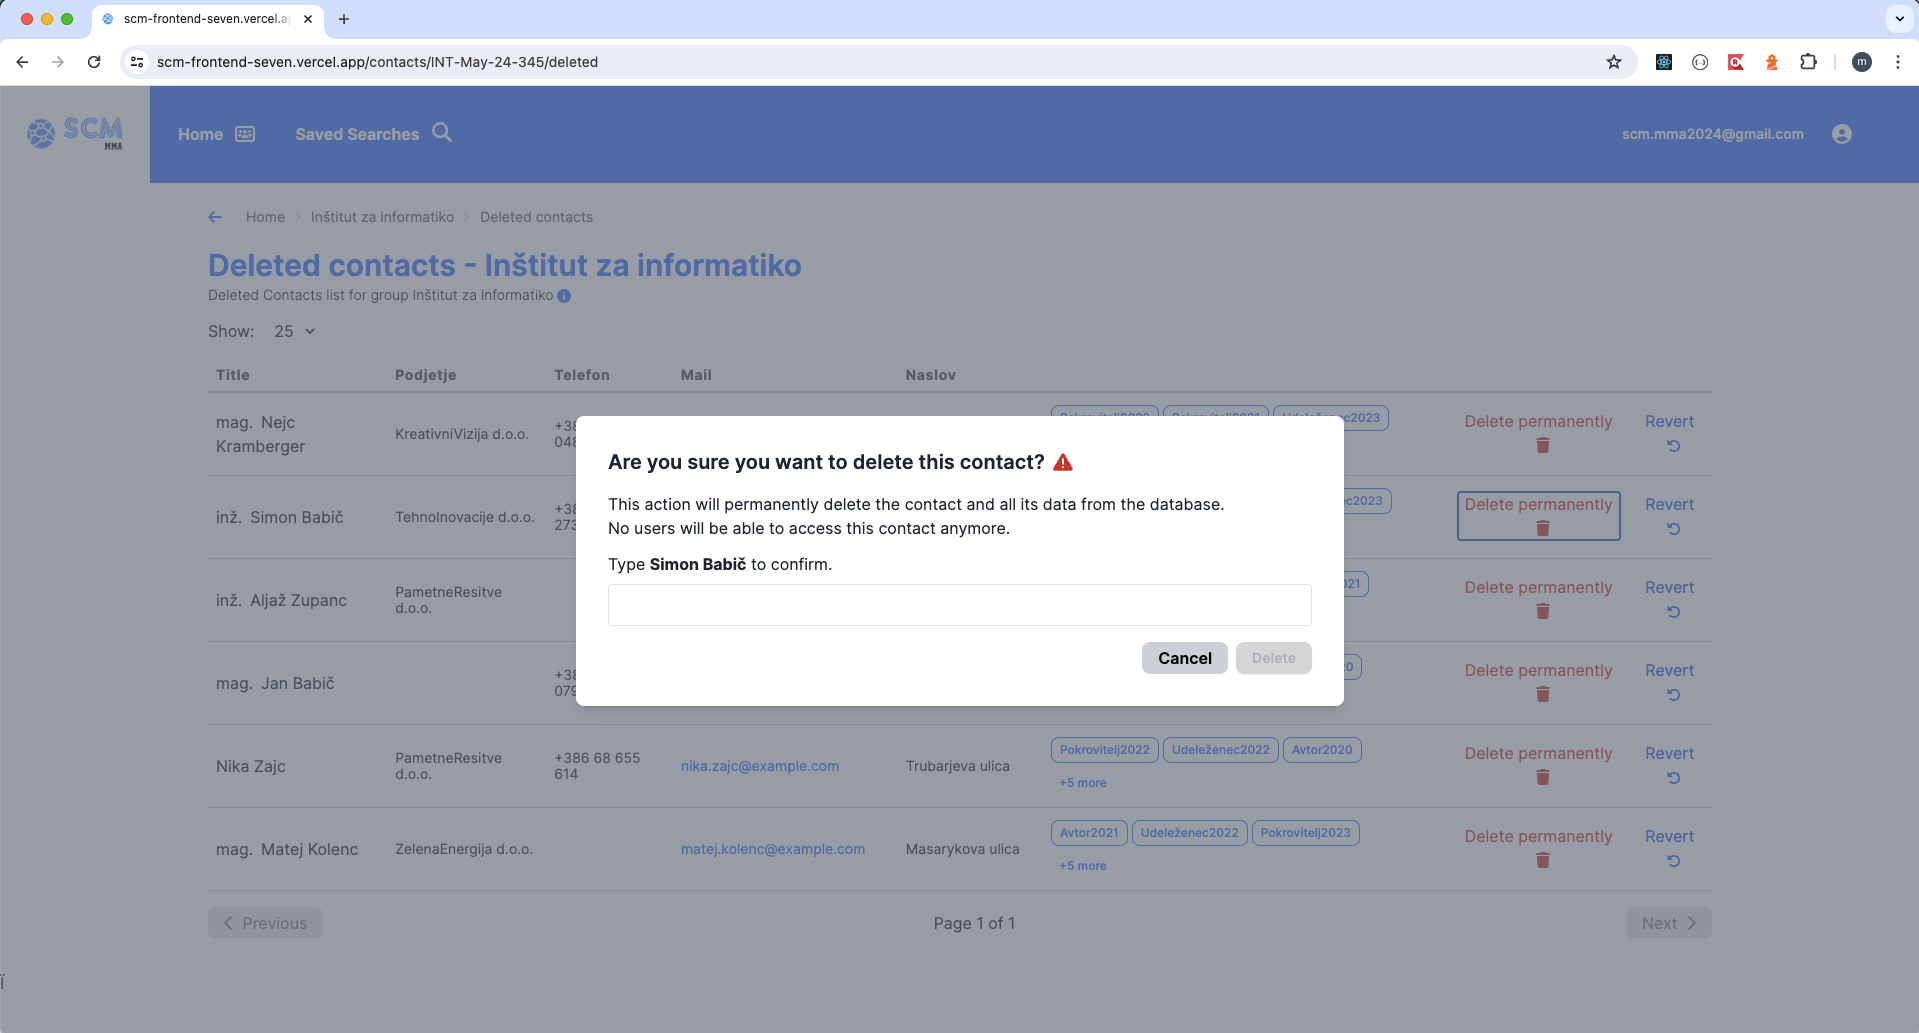 scm-frontend-seven.vercel.a
scm-frontend-seven.vercel.app/contacts/INT-May-24-345/deleted
m
SCM
MMA
Home
Saved Searches
scm.mma2024@gmail.com
Home
Inštitut za informatiko
Deleted contacts
Deleted contacts - Inštitut za informatiko
Deleted Contacts list for group Inštitut za informatiko
Show: 25
Title Podjetje Telefon Mail Naslov
mag. Nejc
Kramberger
KreativniVizija d.o.o.
+38
048
Delete permanently
Revert
inž. Simon Babič
TehnoInovacije d.o.o.
+38
273
c2023
Delete permanently
Revert
inž. Aljaž Zupanc
PametneResitve
d.o.o.
21
Delete permanently
Revert
mag. Jan Babič
+38
079
0
Delete permanently
Revert
Are you sure you want to delete this contact?
This action will permanently delete the contact and all its data from the database.
No users will be able to access this contact anymore.
Type Simon Babič to confirm.
Cancel
Delete
Nika Zajc
PametneResitve
d.o.o.
+386 68 655
614
nika.zajc@example.com
Trubarjeva ulica
Pokrovitelj2022 Udeleženec2022 Avtor2020
+5 more
Delete permanently
Revert
mag. Matej Kolenc
ZelenaEnergija d.o.o.
matej.kolenc@example.com
Masarykova ulica
Avtor2021 Udeleženec2022 Pokrovitelj2023
+5 more
Delete permanently
Revert
Previous
Page 1 of 1
Next